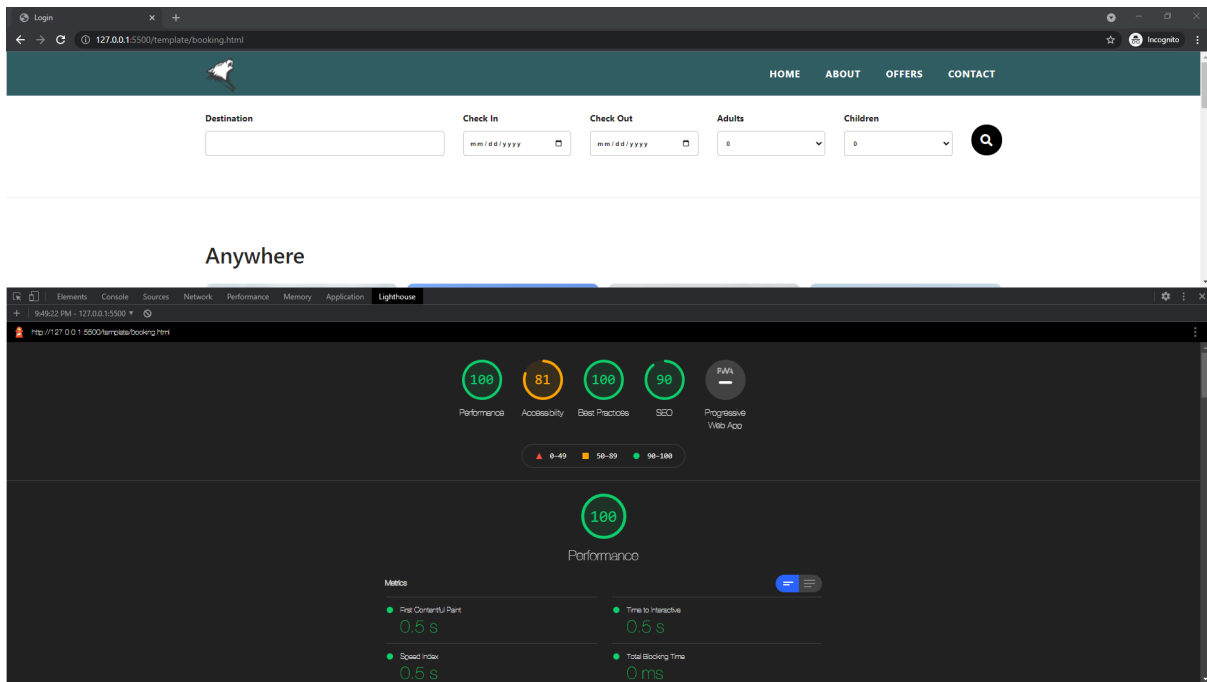 Login
127.0.0.1:5500/template/booking.html
Incognito
HOME ABOUT OFFERS CONTACT
Destination Check In Check Out Adults Children
mm/dd/yyyy mm/dd/yyyy 0 0
Anywhere
Elements Console Sources Network Performance Memory Application Lighthouse
9:49:22 PM - 127.0.0.1:5500
http://127.0.0.1:5500/template/booking.html
100 81 100 90 PWA
Performance Accessibility Best Practices SEO Progressive
Web App
0–49 50–89 90–100
100
Performance
Metrics
First Contentful Paint Time to Interactive
0.5 s 0.5 s
Speed Index Total Blocking Time
0.5 s 0 ms